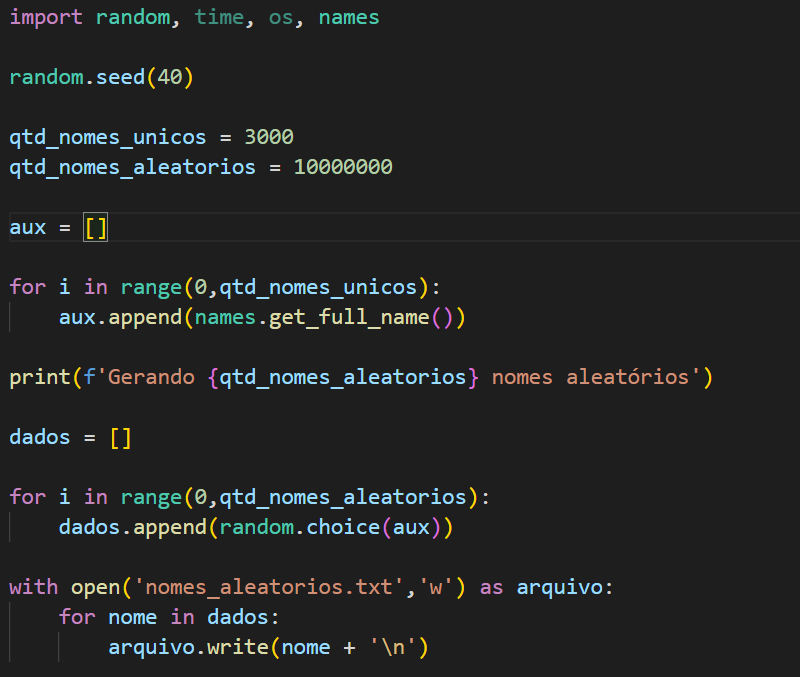 import random, time, os, names
random.seed(40)
qtd_nomes_unicos = 3000
qtd_nomes_aleatorios = 10000000
aux = []
for i in range(0,qtd_nomes_unicos):
    aux.append(names.get_full_name())
print(f'Gerando {qtd_nomes_aleatorios} nomes aleatórios')
dados = []
for i in range(0,qtd_nomes_aleatorios):
    dados.append(random.choice(aux))
with open('nomes_aleatorios.txt','w') as arquivo:
    for nome in dados:
        arquivo.write(nome + '\n')